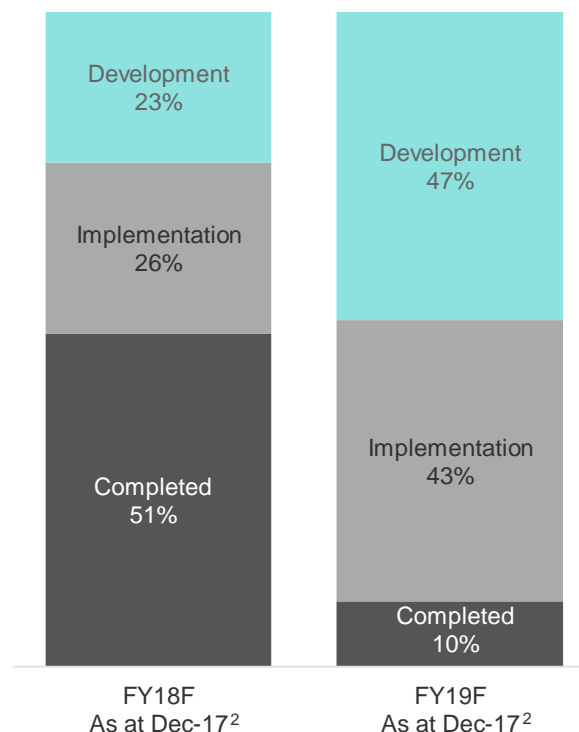 Development
23%
Implementation
26%
Completed
51%
FY18F
As at Dec-17²
Development
47%
Implementation
43%
Completed
10%
FY19F
As at Dec-17²